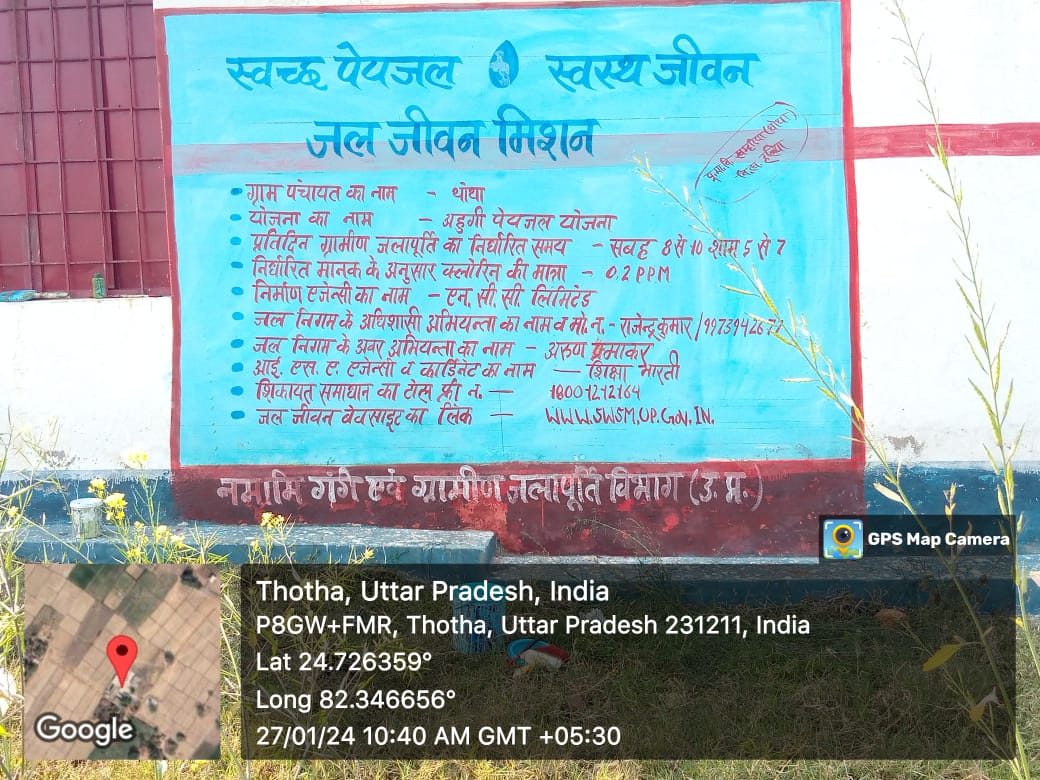 स्वच्छ पेयजल स्वस्थ जीवन
जल जीवन मिशन
ग्राम पंचायत का नाम - थोथा
योजना का नाम - अहुगी पेयजल योजना
प्रतिदिन ग्रामीण जलापूर्ति का निर्धारित समय - सबह 8 से 10 शाम 5 से 7
निर्धारित मानक के अनुसार क्लोरिन की मात्रा - 0.2 PPM
निर्माण एजेन्सी का नाम - एन. सी. सी. लिमिटेड
जल निगम के अधिशासी अभियन्ता का नाम व मो. न. - राजेन्द्र कुमार /
जल निगम के अवर अभियन्ता का नाम - अरुण प्रभाकर
आई. एस. ए. एजेन्सी व कार्डिनेट का नाम — शिक्षा भारती
शिकायत समाधान का टोल फ्री न. — 18001212164
जल जीवन वेवसाइट का लिंक — WWW.SWSM.UP.GOV.IN.
नमामि गंगे एवं ग्रामीण जलापूर्ति विभाग (उ. प्र.)
GPS Map Camera
Thotha, Uttar Pradesh, India
P8GW+FMR, Thotha, Uttar Pradesh 231211, India
Lat 24.726359°
Long 82.346656°
27/01/24 10:40 AM GMT +05:30
Google